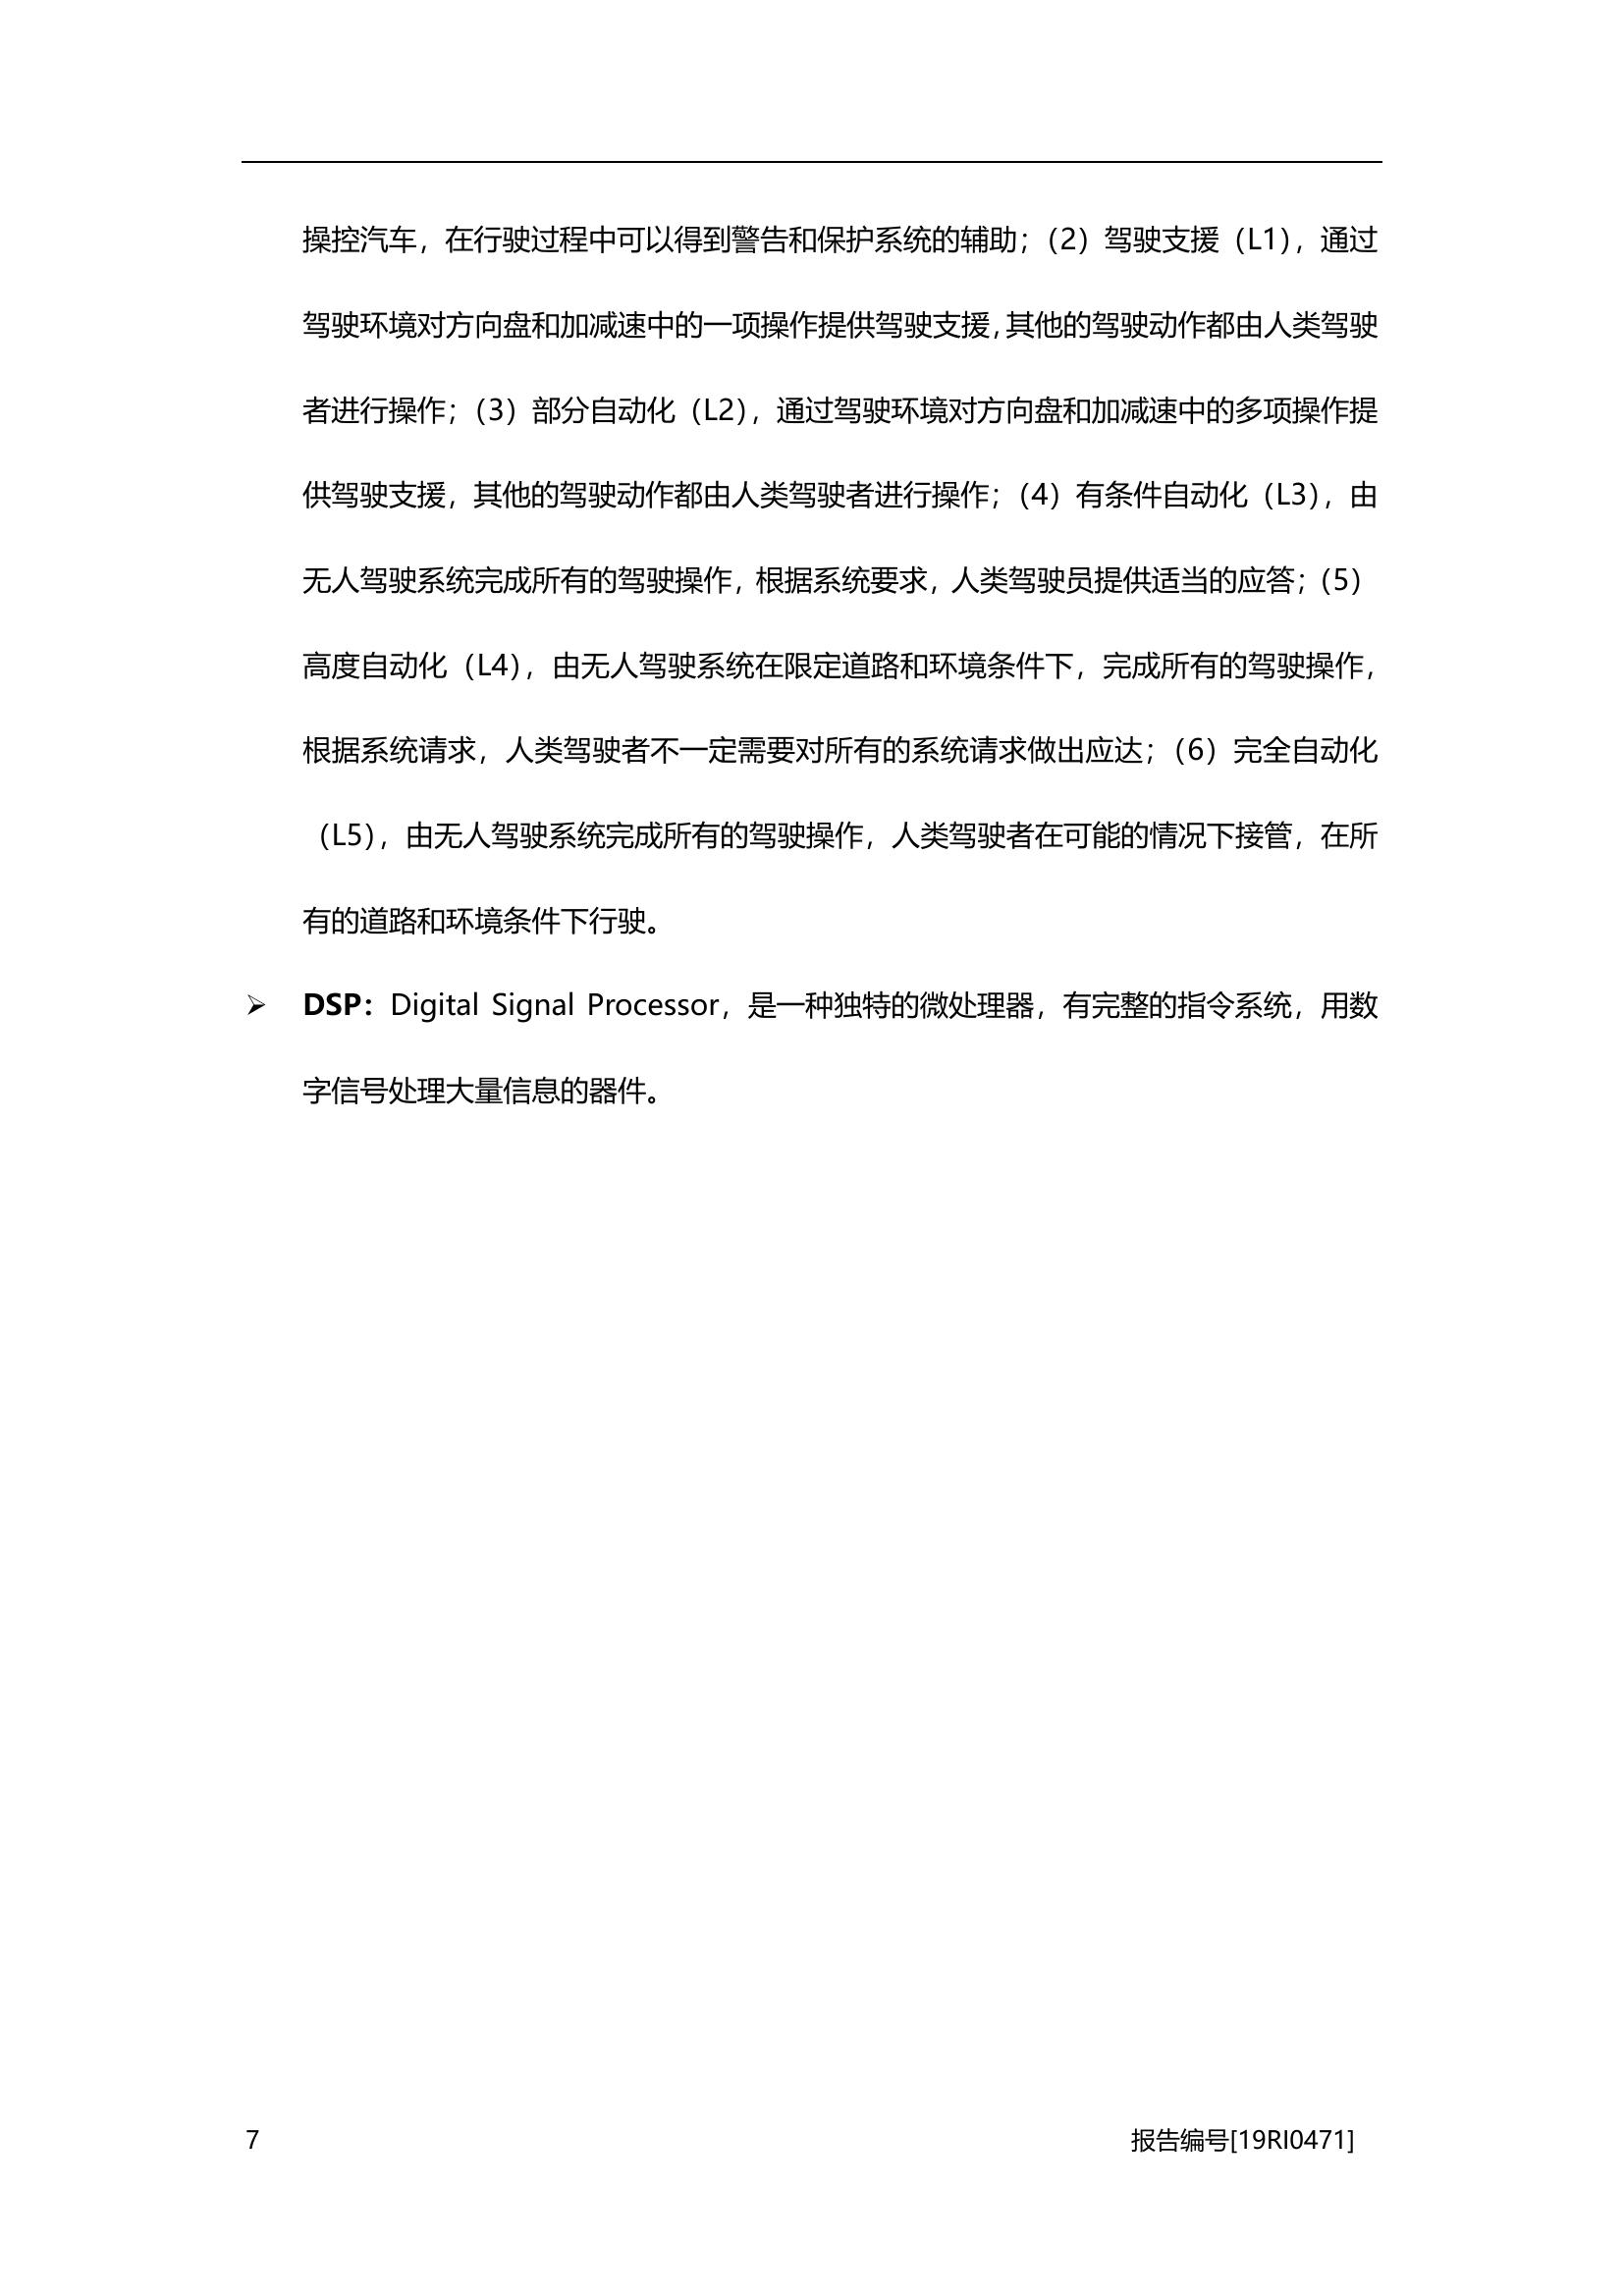 操控汽车，在行驶过程中可以得到警告和保护系统的辅助；（2）驾驶支援（L1），通过
驾驶环境对方向盘和加减速中的一项操作提供驾驶支援，其他的驾驶动作都由人类驾驶
者进行操作；（3）部分自动化（L2），通过驾驶环境对方向盘和加减速中的多项操作提
供驾驶支援，其他的驾驶动作都由人类驾驶者进行操作；（4）有条件自动化（L3），由
无人驾驶系统完成所有的驾驶操作，根据系统要求，人类驾驶员提供适当的应答；（5）
高度自动化（L4），由无人驾驶系统在限定道路和环境条件下，完成所有的驾驶操作，
根据系统请求，人类驾驶者不一定需要对所有的系统请求做出应达；（6）完全自动化
（L5），由无人驾驶系统完成所有的驾驶操作，人类驾驶者在可能的情况下接管，在所
有的道路和环境条件下行驶。
➢ DSP：Digital Signal Processor，是一种独特的微处理器，有完整的指令系统，用数
字信号处理大量信息的器件。
7 报告编号[19RI0471]